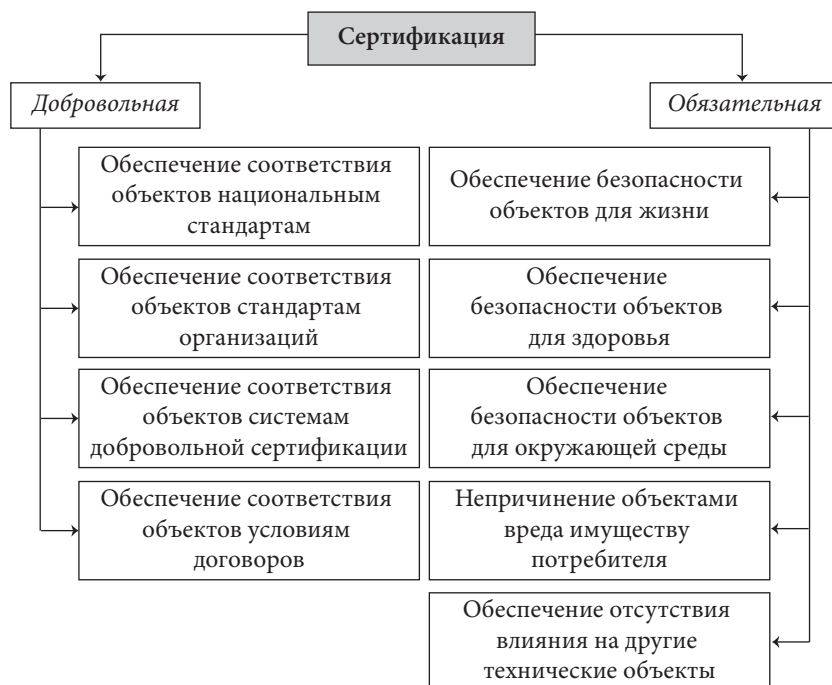 Сертификация
Добровольная
Обязательная
Обеспечение соответствия
объектов национальным
стандартам
Обеспечение соответствия
объектов стандартам
организаций
Обеспечение соответствия
объектов системам
добровольной сертификации
Обеспечение соответствия
объектов условиям
договоров
Обеспечение безопасности
объектов для жизни
Обеспечение
безопасности объектов
для здоровья
Обеспечение
безопасности объектов
для окружающей среды
Непричинение объектами
вреда имуществу
потребителя
Обеспечение отсутствия
влияния на другие
технические объекты